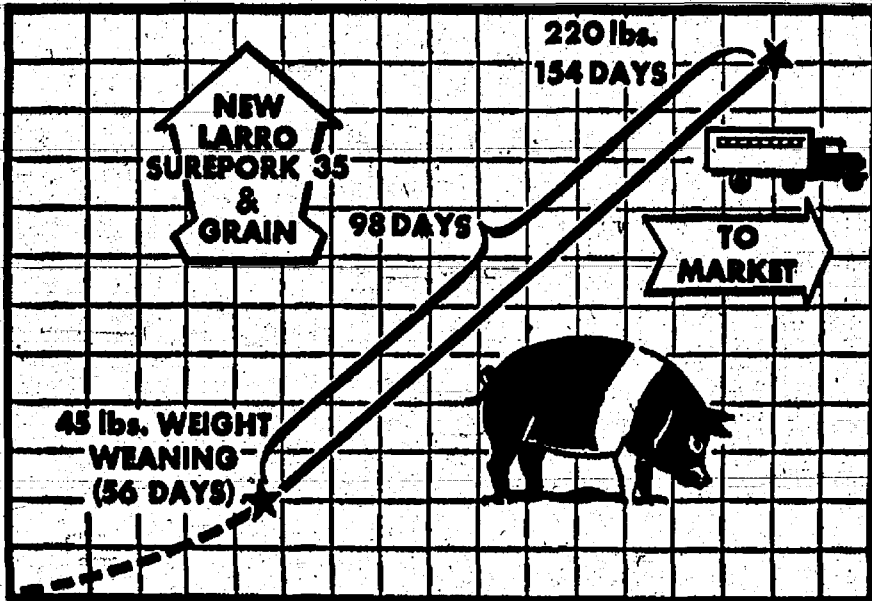 220 lbs.
154 DAYS
NEW
LARRO
SUREPORK 35
&
GRAIN
98 DAYS
TO
MARKET
45 lbs. WEIGHT
WEANING
(56 DAYS)